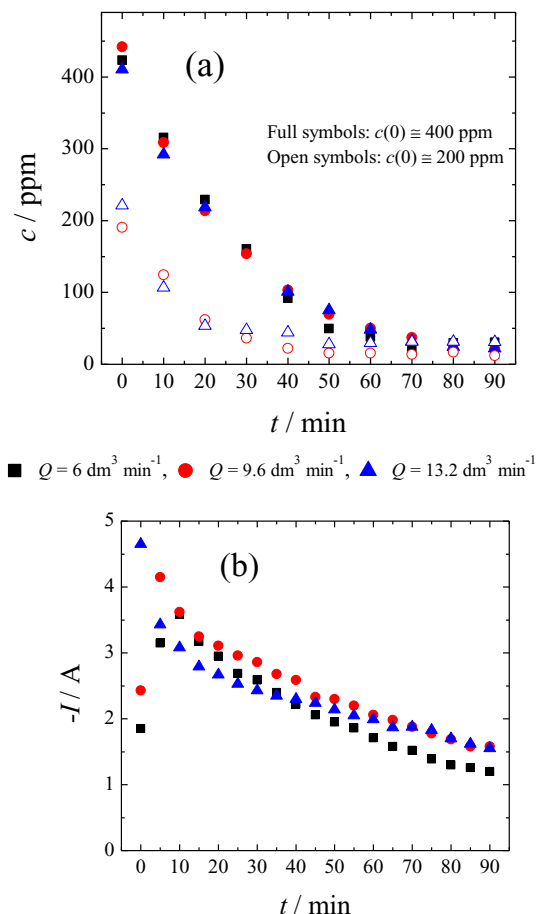 (a)
Full symbols: c(0) ≅ 400 ppm
Open symbols: c(0) ≅ 200 ppm
c / ppm
400
300
200
100
0
0 10 20 30 40 50 60 70 80 90
t / min
Q = 6 dm³ min⁻¹, Q = 9.6 dm³ min⁻¹, Q = 13.2 dm³ min⁻¹
(b)
-I / A
5
4
3
2
1
0
0 10 20 30 40 50 60 70 80 90
t / min